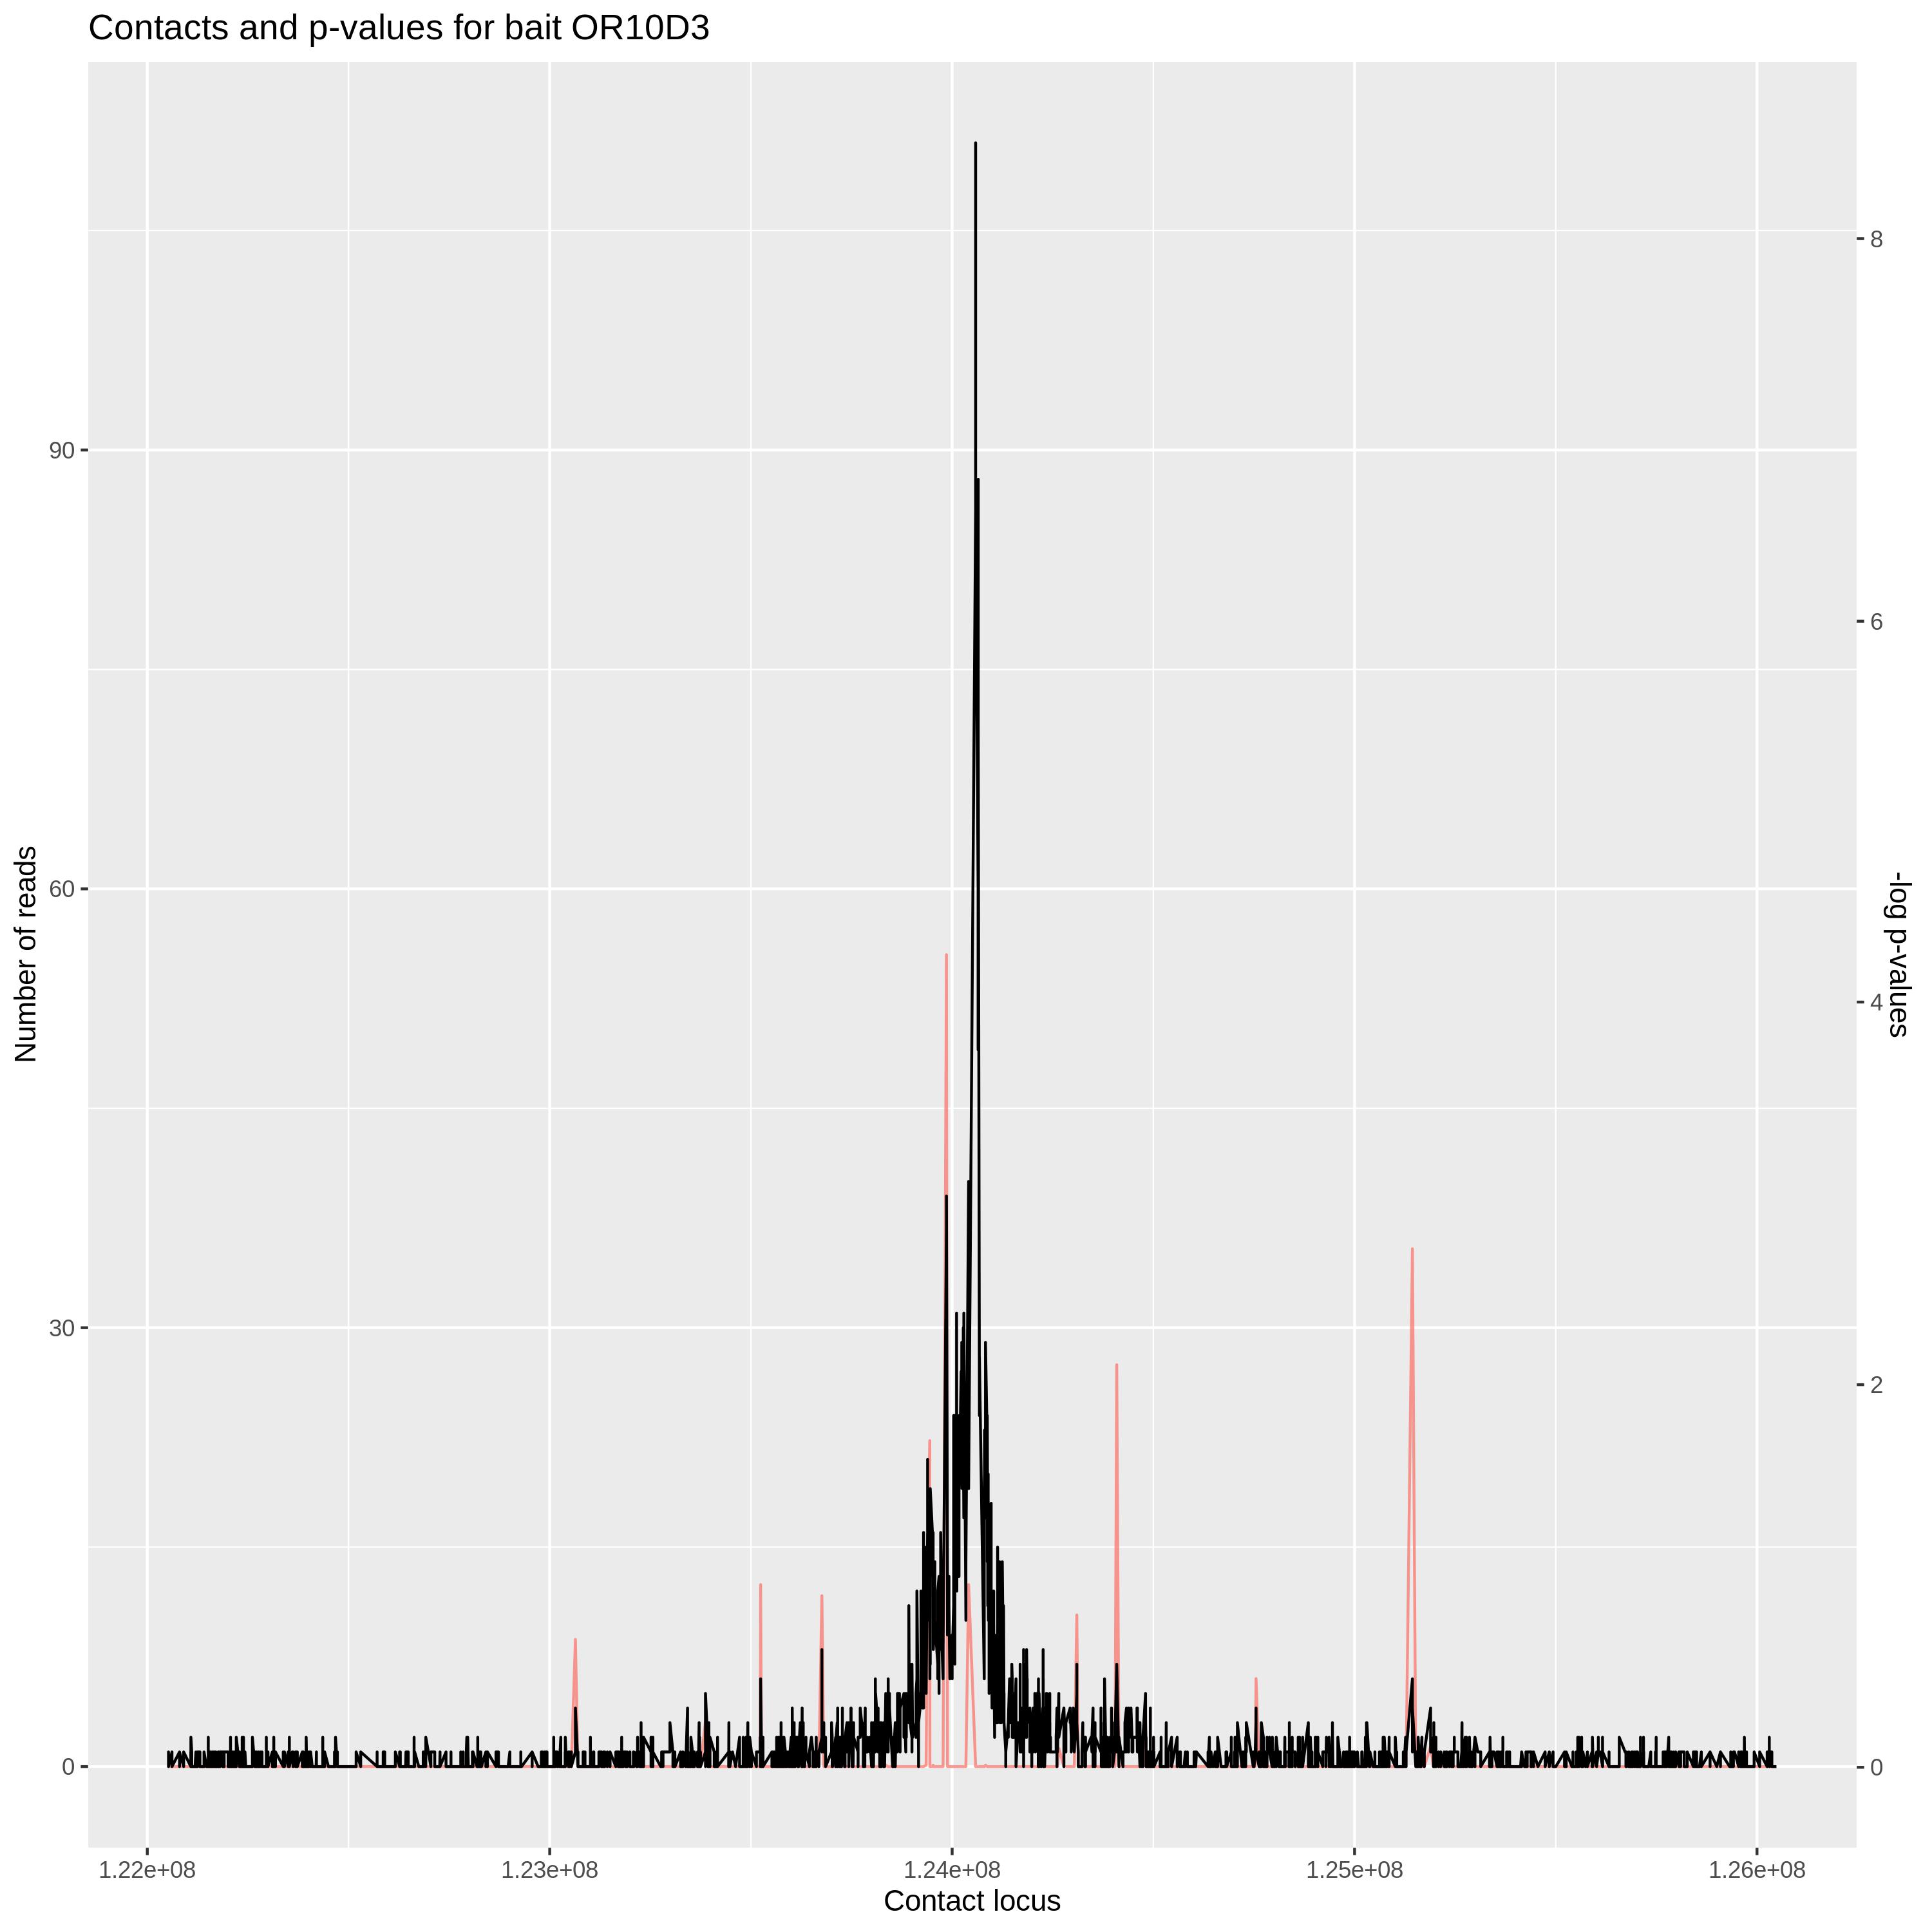 Contacts and p-values for bait OR10D3
Number of reads
90
60
30
0
8
6
4
2
0
-log p-values
1.22e+08 1.23e+08 1.24e+08 1.25e+08 1.26e+08
Contact locus